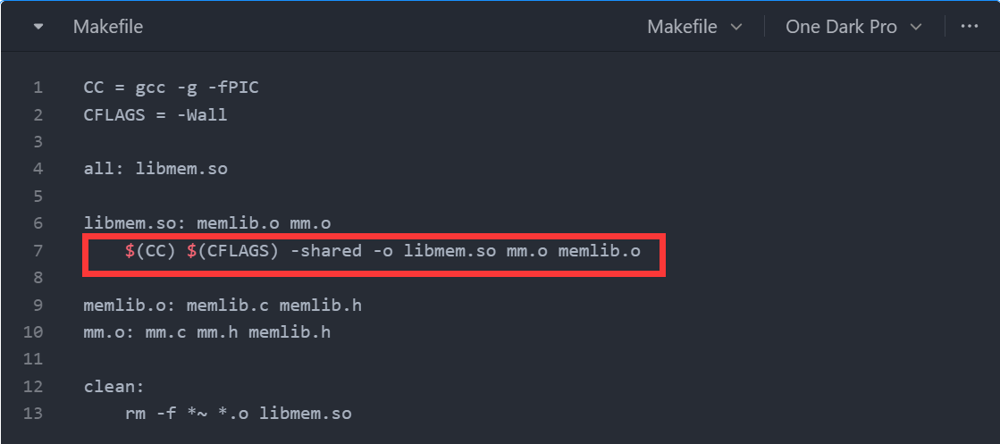 Makefile
Makefile
One Dark Pro
1 CC = gcc -g -fPIC
2 CFLAGS = -Wall
3
4 all: libmem.so
5
6 libmem.so: memlib.o mm.o
7 $(CC) $(CFLAGS) -shared -o libmem.so mm.o memlib.o
8
9 memlib.o: memlib.c memlib.h
10 mm.o: mm.c mm.h memlib.h
11
12 clean:
13 rm -f *~ *.o libmem.so